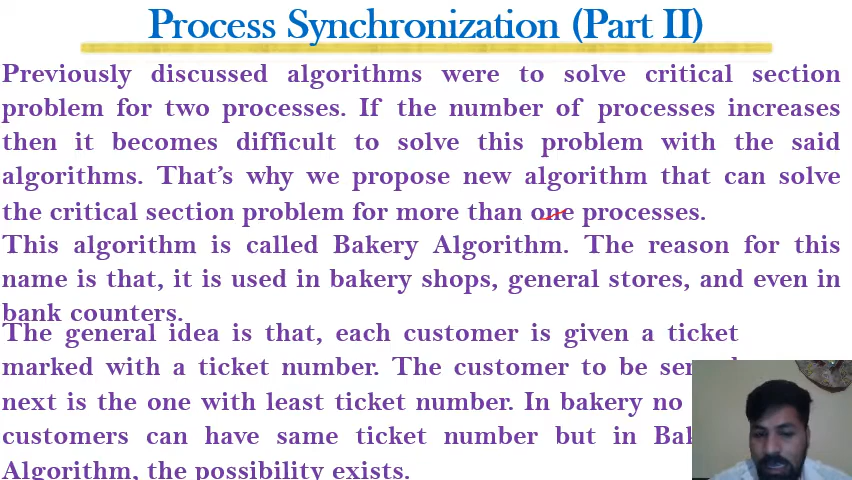 Process Synchronization (Part II)
Previously discussed algorithms were to solve critical section
problem for two processes. If the number of processes increases
then it becomes difficult to solve this problem with the said
algorithms. That's why we propose new algorithm that can solve
the critical section problem for more than one processes.
This algorithm is called Bakery Algorithm. The reason for this
name is that, it is used in bakery shops, general stores, and even in
bank counters.
The general idea is that, each customer is given a ticket
marked with a ticket number. The customer to be
next is the one with least ticket number. In bakery no
customers can have same ticket number but in
Algorithm, the possibility exists.